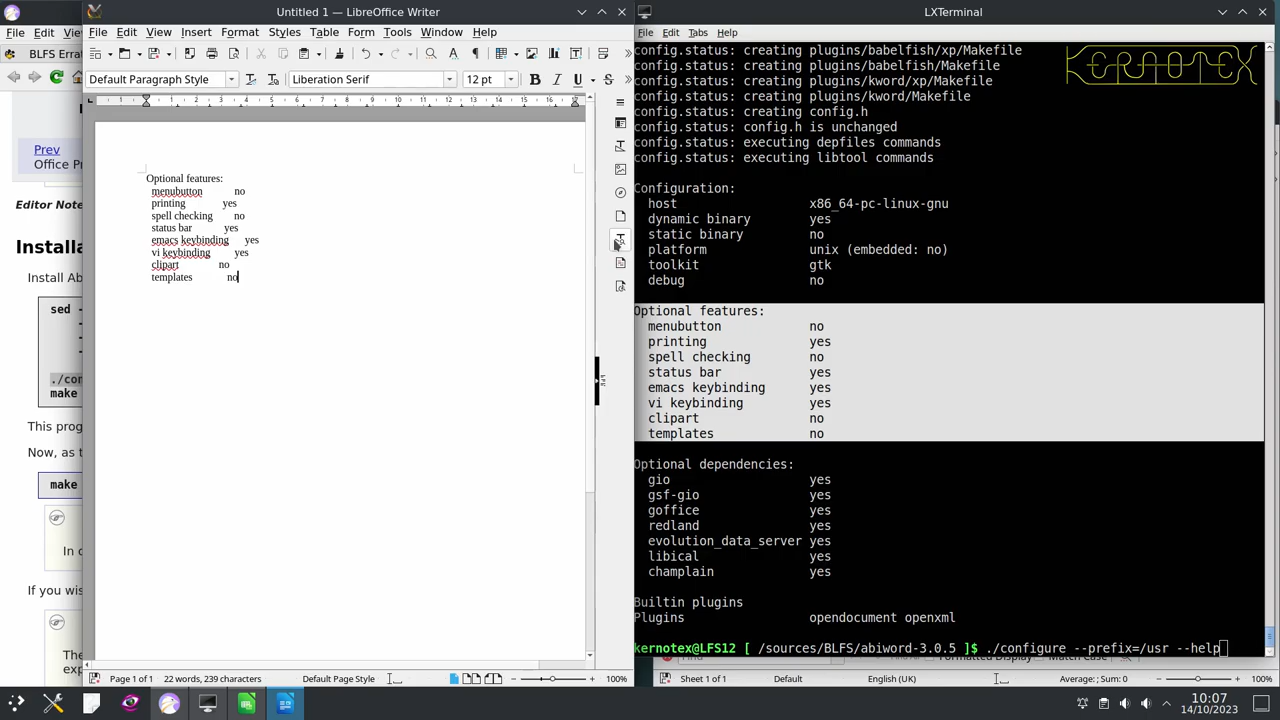 Untitled 1 — LibreOffice Writer
File Edit View Insert Format Styles Table Form Tools Window Help
Default Paragraph Style
Liberation Serif
12 pt
File Edit
BLFS Errat
Prev
Office Pr
Editor Note
Installa
Install Ab
sed -
./con
make
This prog
Now, as t
make
In c
If you wis
The
exp
Optional features:
menubutton no
printing yes
spell checking no
status bar yes
emacs keybinding yes
vi keybinding yes
clipart no
templates no
Page 1 of 1 22 words, 239 characters Default Page Style 100%
LXTerminal
File Edit Tabs Help
KERNOTEX
config.status: creating plugins/babelfish/xp/Makefile
config.status: creating plugins/babelfish/Makefile
config.status: creating plugins/kword/xp/Makefile
config.status: creating plugins/kword/Makefile
config.status: creating config.h
config.status: config.h is unchanged
config.status: executing depfiles commands
config.status: executing libtool commands
Configuration:
host x86_64-pc-linux-gnu
dynamic binary yes
static binary no
platform unix (embedded: no)
toolkit gtk
debug no
Optional features:
menubutton no
printing yes
spell checking no
status bar yes
emacs keybinding yes
vi keybinding yes
clipart no
templates no
Optional dependencies:
gio yes
gsf-gio yes
goffice yes
redland yes
evolution_data_server yes
libical yes
champlain yes
Builtin plugins
Plugins opendocument openxml
kernotex@LFS12 [ /sources/BLFS/abiword-3.0.5 ]$ ./configure --prefix=/usr --help
Sheet 1 of 1 English (UK) Average: ; Sum: 0 100%
10:07
14/10/2023